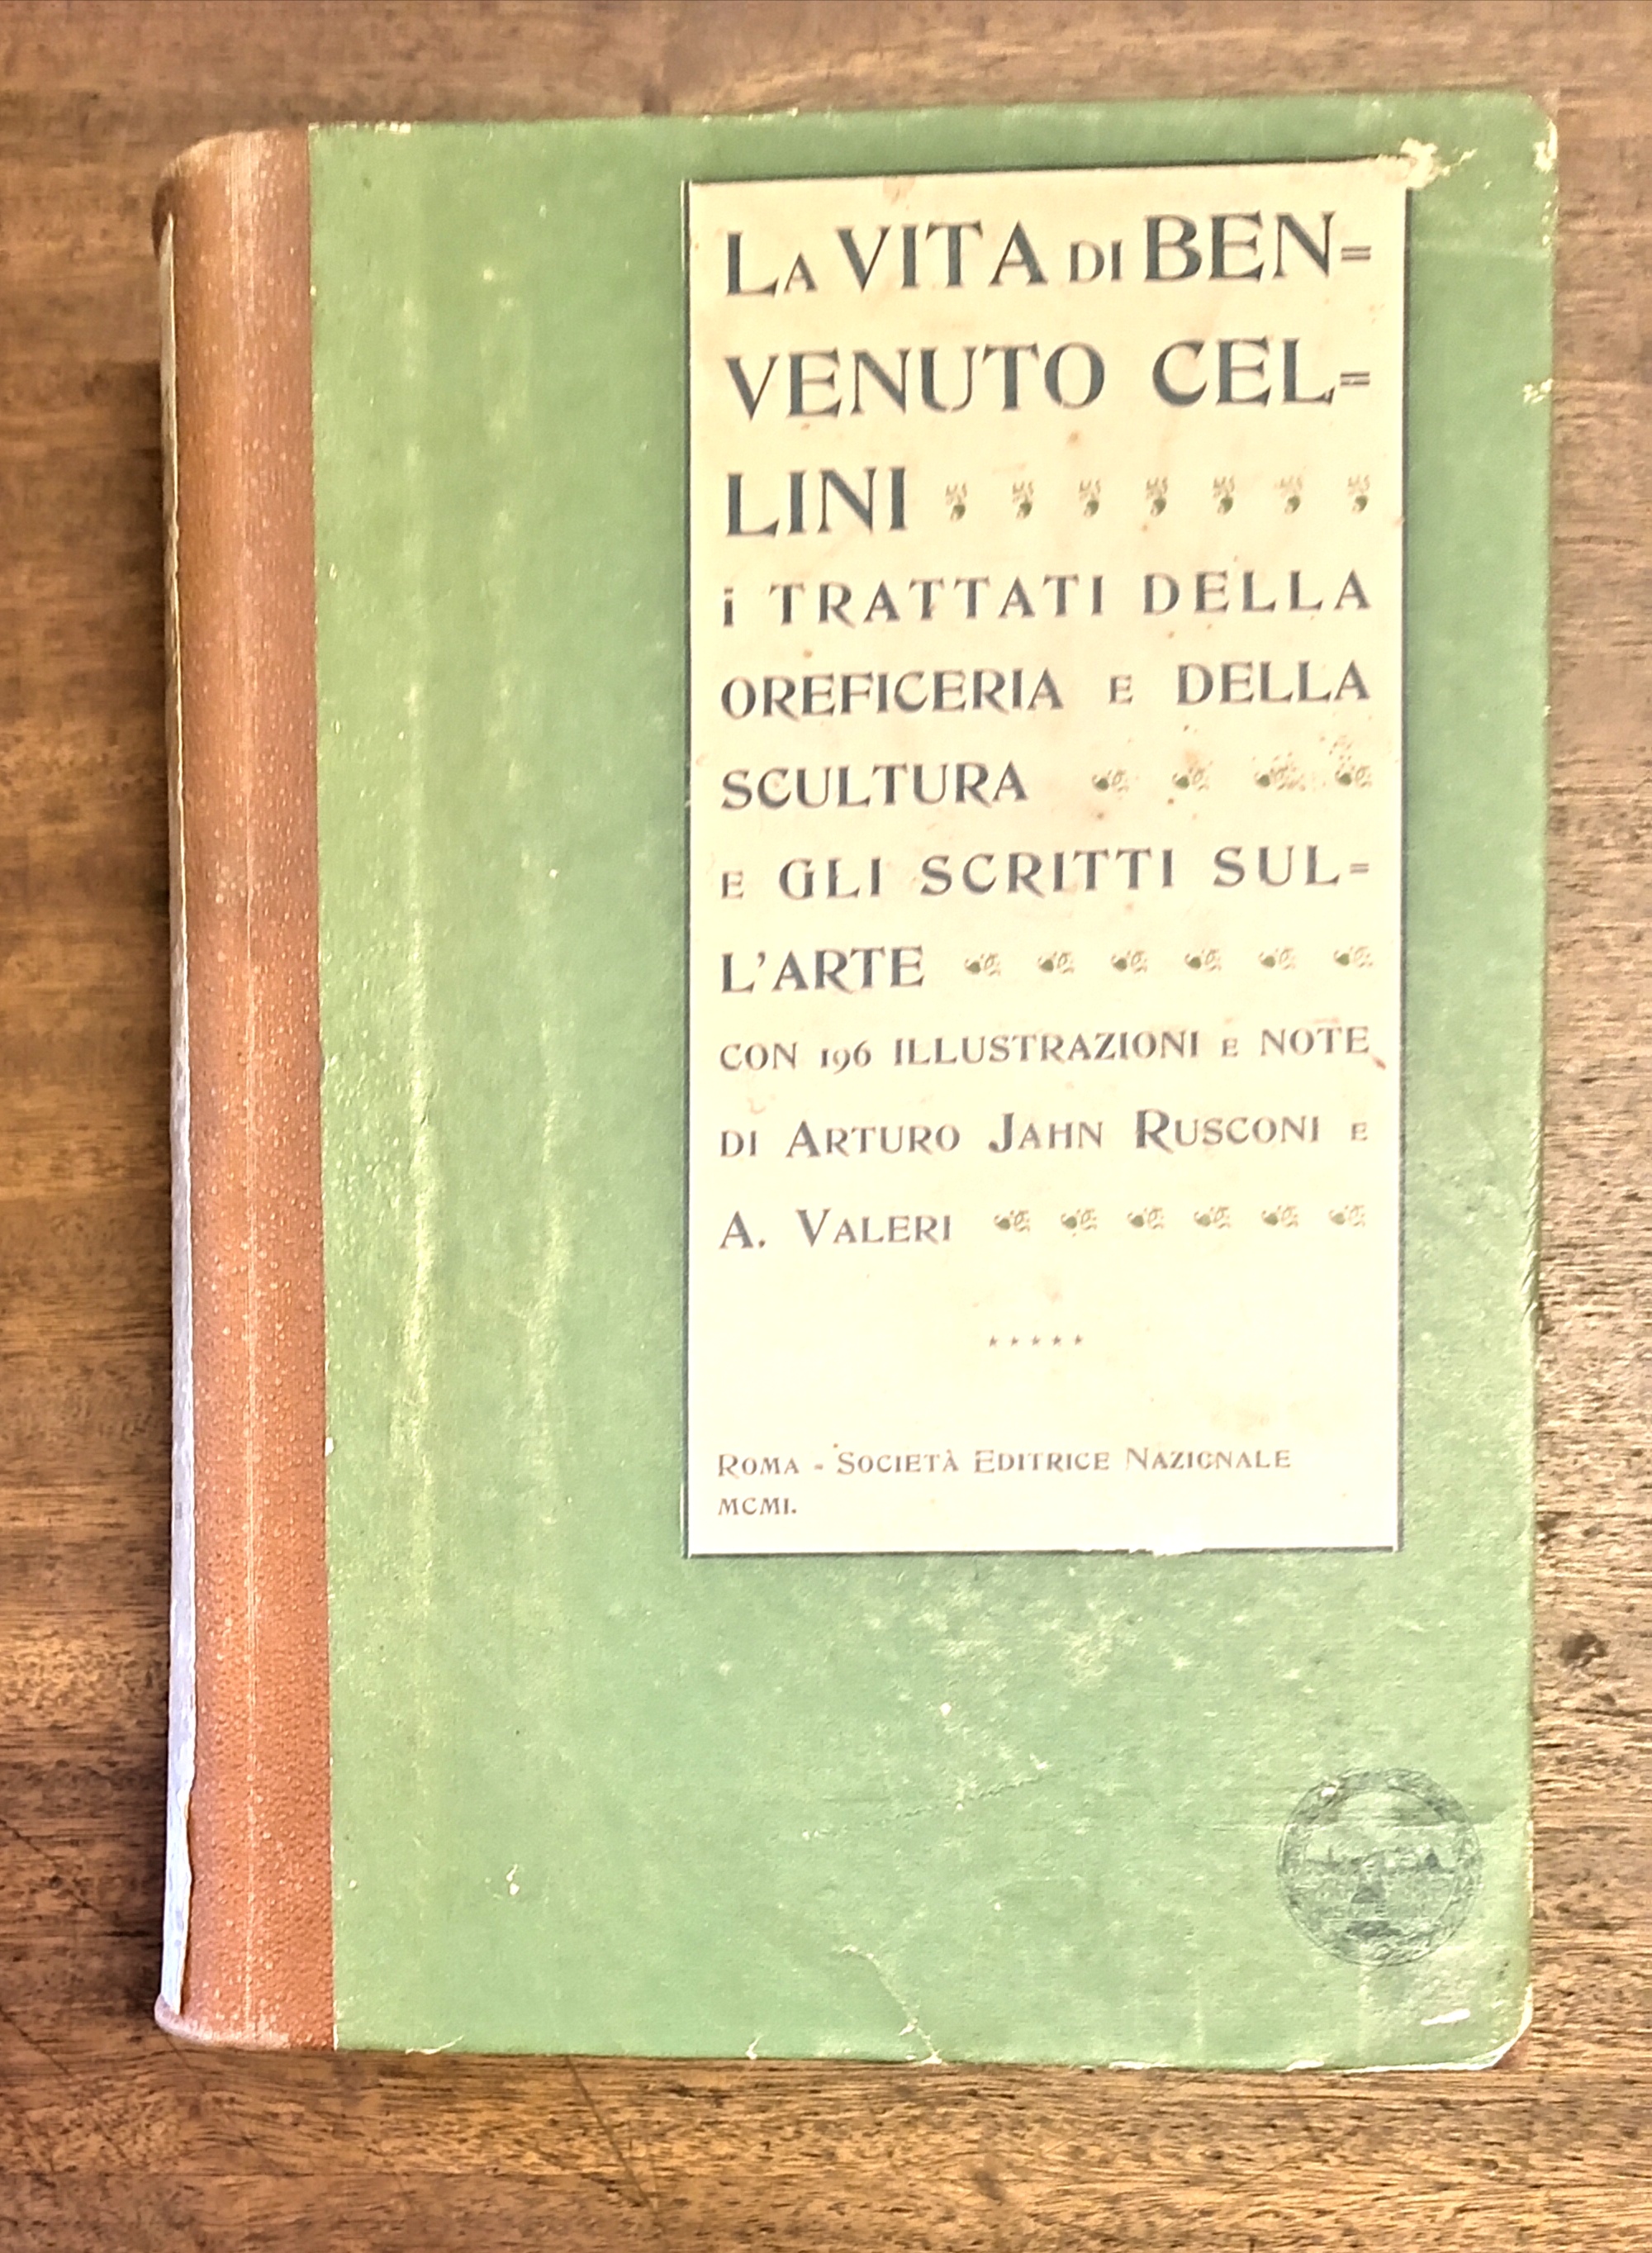 LA VITA DI BEN=
VENUTO CEL=
LINI
i TRATTATI DELLA
OREFICERIA E DELLA
SCULTURA
E GLI SCRITTI SUL=
L'ARTE
CON 196 ILLUSTRAZIONI E NOTE
DI ARTURO JAHN RUSCONI E
A. VALERI
*****
ROMA - SOCIETÀ EDITRICE NAZIONALE
MCMI.